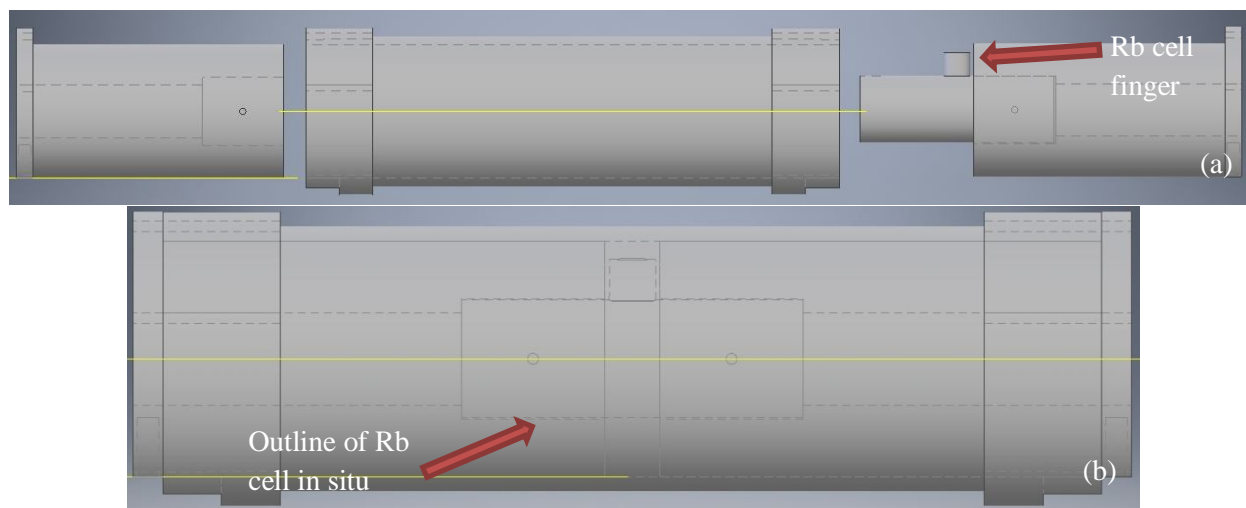 Rb cell
finger
(a)
Outline of Rb
cell in situ
(b)